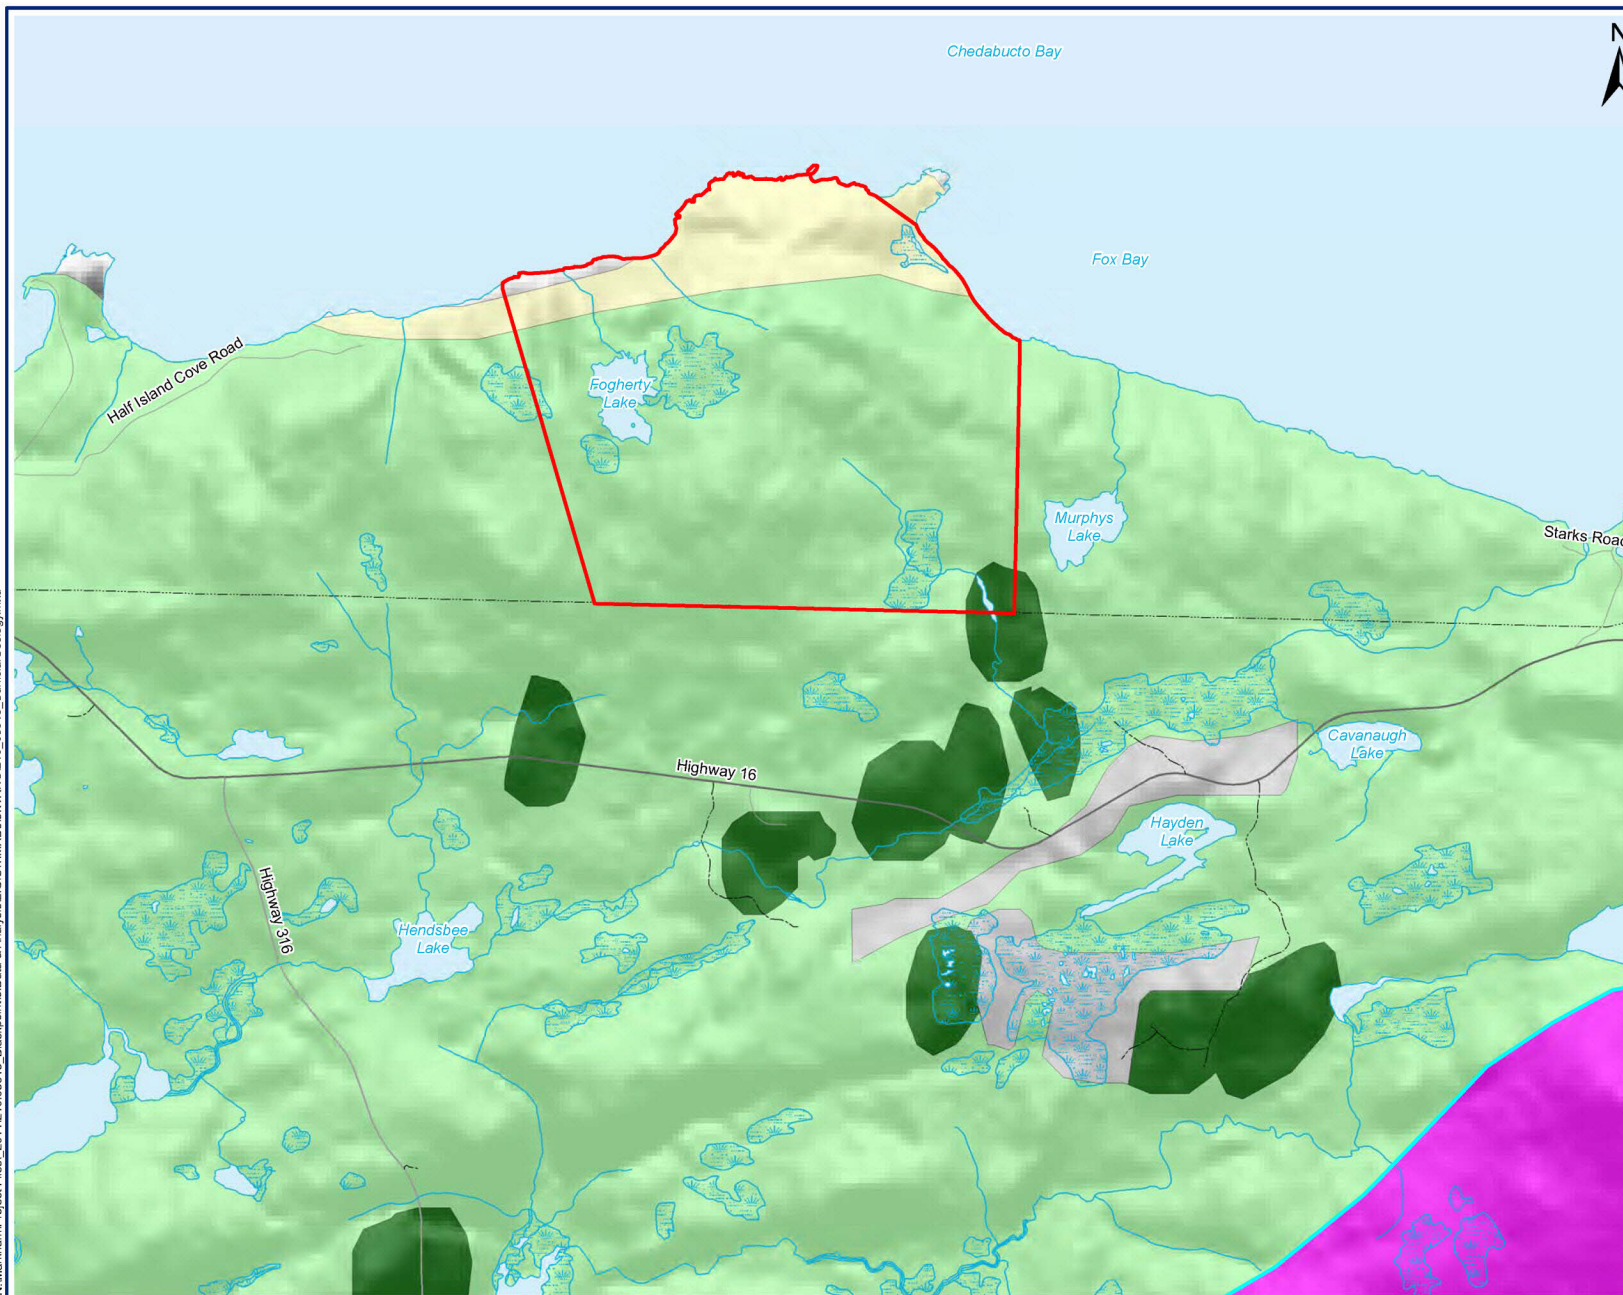 Chedabucto Bay
N
Fox Bay
Half Island Cove Road
Fogherty
Lake
Murphys
Lake
Starks Road
Highway 16
Cavanaugh
Lake
Hayden
Lake
Highway 316
Hendsbee
Lake